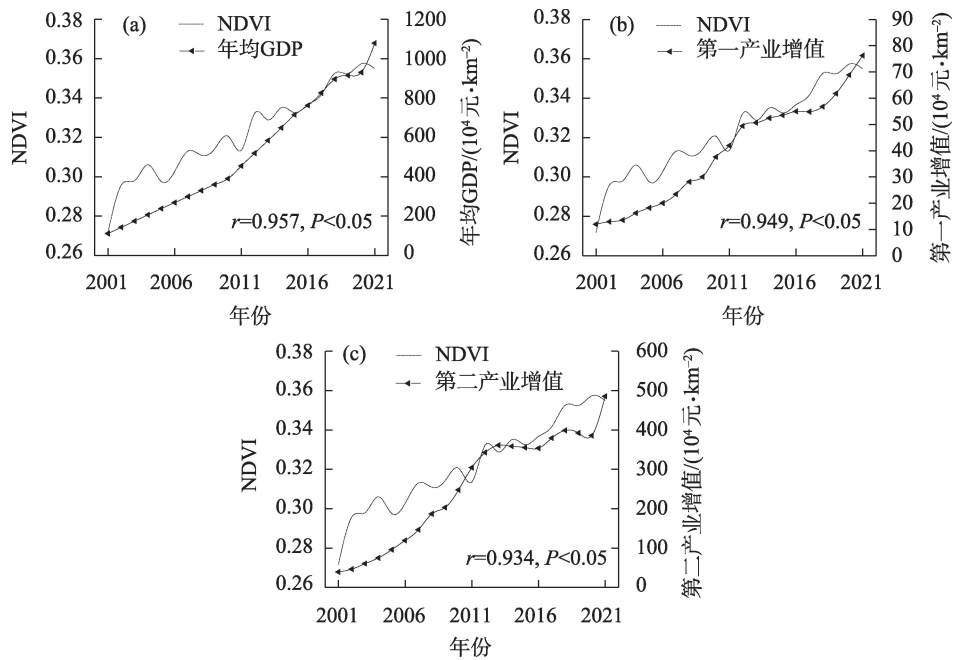 (a)
NDVI
年均GDP
0.38
0.36
0.34
0.32
0.30
0.28
0.26
NDVI
1200
1000
800
600
400
200
0
年均GDP/(10⁴元·km⁻²)
r=0.957, P<0.05
2001 2006 2011 2016 2021
年份
(b)
NDVI
第一产业增值
0.38
0.36
0.34
0.32
0.30
0.28
0.26
NDVI
90
80
70
60
50
40
30
20
10
0
第一产业增值/(10⁴元·km⁻²)
r=0.949, P<0.05
2001 2006 2011 2016 2021
年份
(c)
NDVI
第二产业增值
0.38
0.36
0.34
0.32
0.30
0.28
0.26
NDVI
600
500
400
300
200
100
0
第二产业增值/(10⁴元·km⁻²)
r=0.934, P<0.05
2001 2006 2011 2016 2021
年份